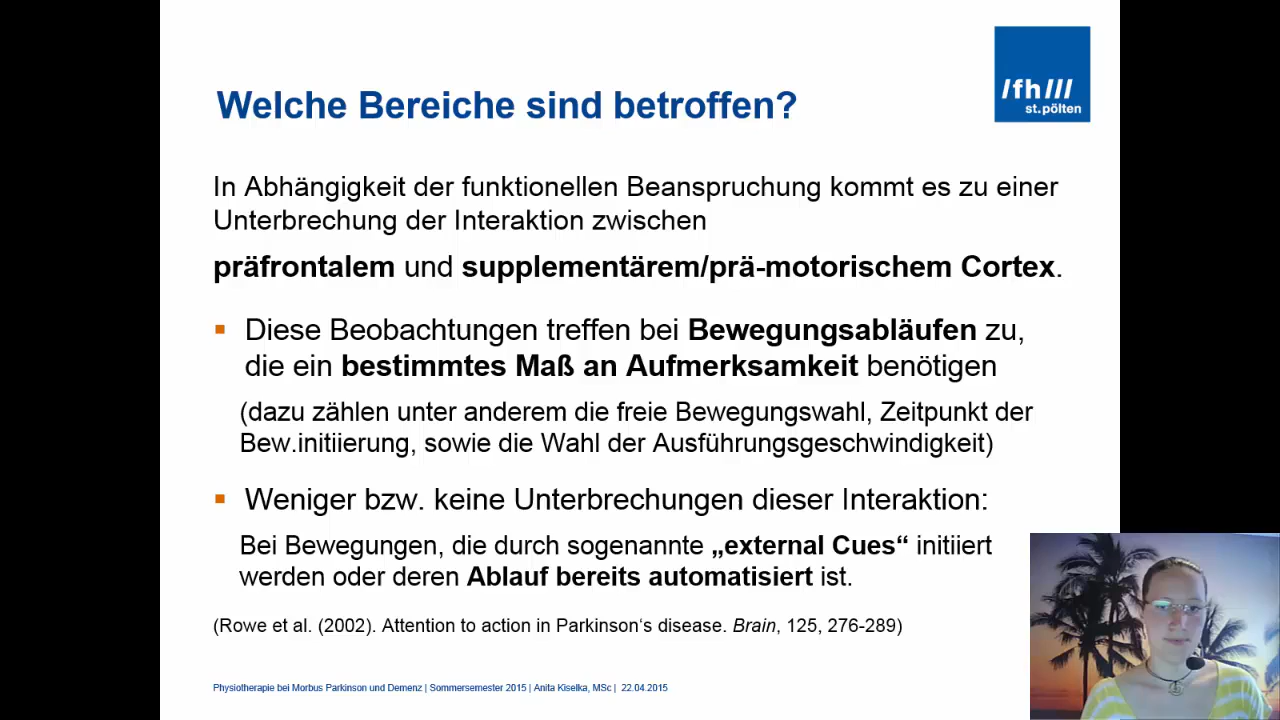 Welche Bereiche sind betroffen?
/fh///
st.pölten
In Abhängigkeit der funktionellen Beanspruchung kommt es zu einer
Unterbrechung der Interaktion zwischen
präfrontalem und supplementärem/prä-motorischem Cortex.
Diese Beobachtungen treffen bei Bewegungsabläufen zu,
die ein bestimmtes Maß an Aufmerksamkeit benötigen
(dazu zählen unter anderem die freie Bewegungswahl, Zeitpunkt der
Bew.initiierung, sowie die Wahl der Ausführungsgeschwindigkeit)
Weniger bzw. keine Unterbrechungen dieser Interaktion:
Bei Bewegungen, die durch sogenannte „external Cues“ initiiert
werden oder deren Ablauf bereits automatisiert ist.
(Rowe et al. (2002). Attention to action in Parkinson‘s disease. Brain, 125, 276-289)
Physiotherapie bei Morbus Parkinson und Demenz | Sommersemester 2015 | Anita Kiselka, MSc | 22.04.2015